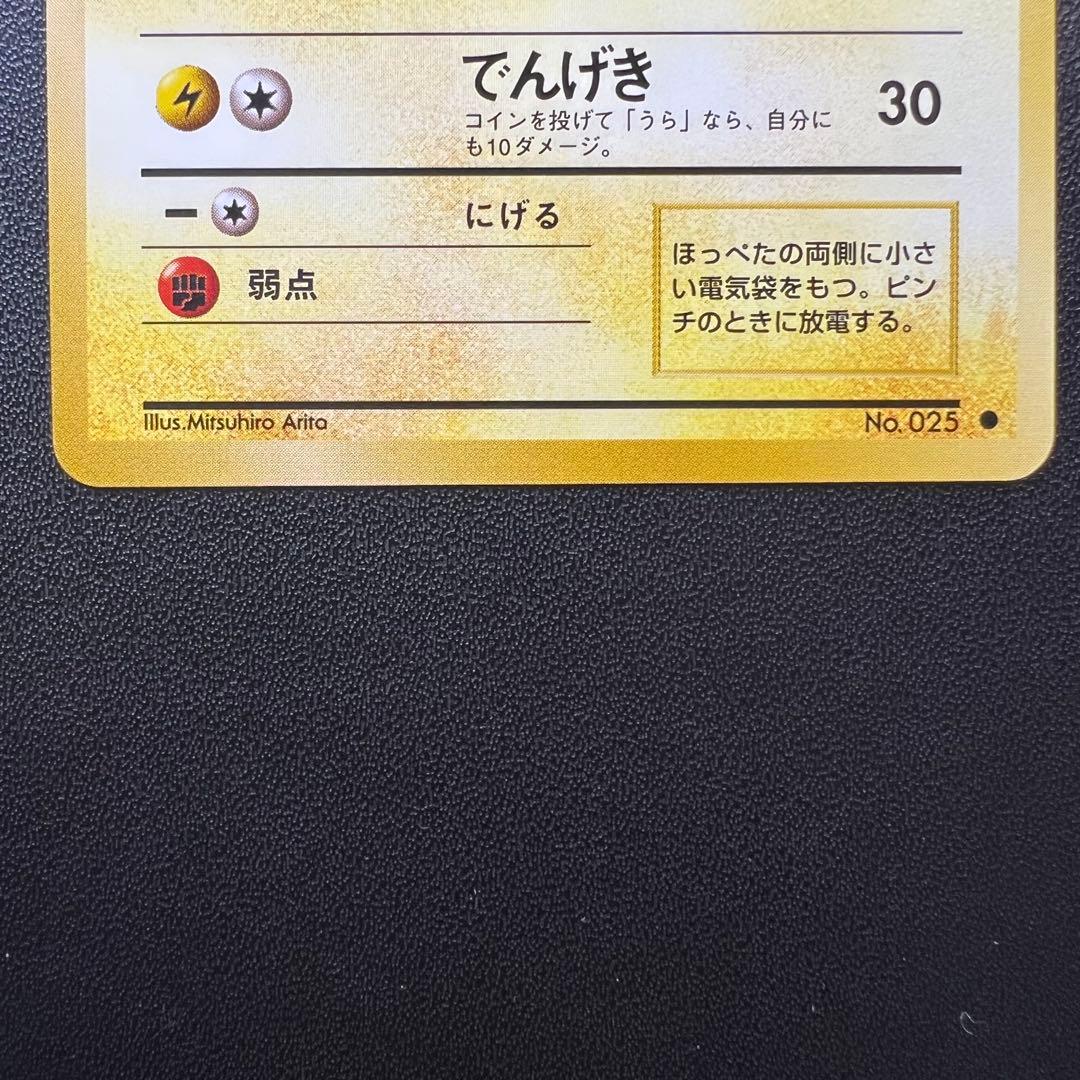 でんげき
コインを投げて「うら」なら、自分に
も10ダメージ。
30
にげる
弱点
ほっぺたの両側に小さ
い電気袋をもつ。ピン
チのときに放電する。
Illus.Mitsuhiro Arita
No.025